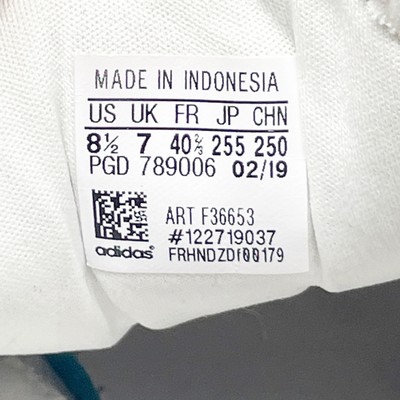 MADE IN INDONESIA
US UK FR JP CHN
8½ 7 40⅔ 255 250
PGD 789006 02/19
ART F36653
#122719037
adidas® FRHNDZDf00179